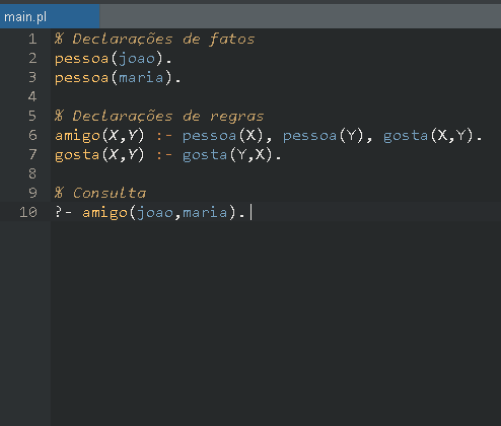 main.pl
1 % Declarações de fatos
2 pessoa(joao).
3 pessoa(maria).
4
5 % Declarações de regras
6 amigo(X,Y) :- pessoa(X), pessoa(Y), gosta(X,Y).
7 gosta(X,Y) :- gosta(Y,X).
8
9 % Consulta
10 ?- amigo(joao,maria).